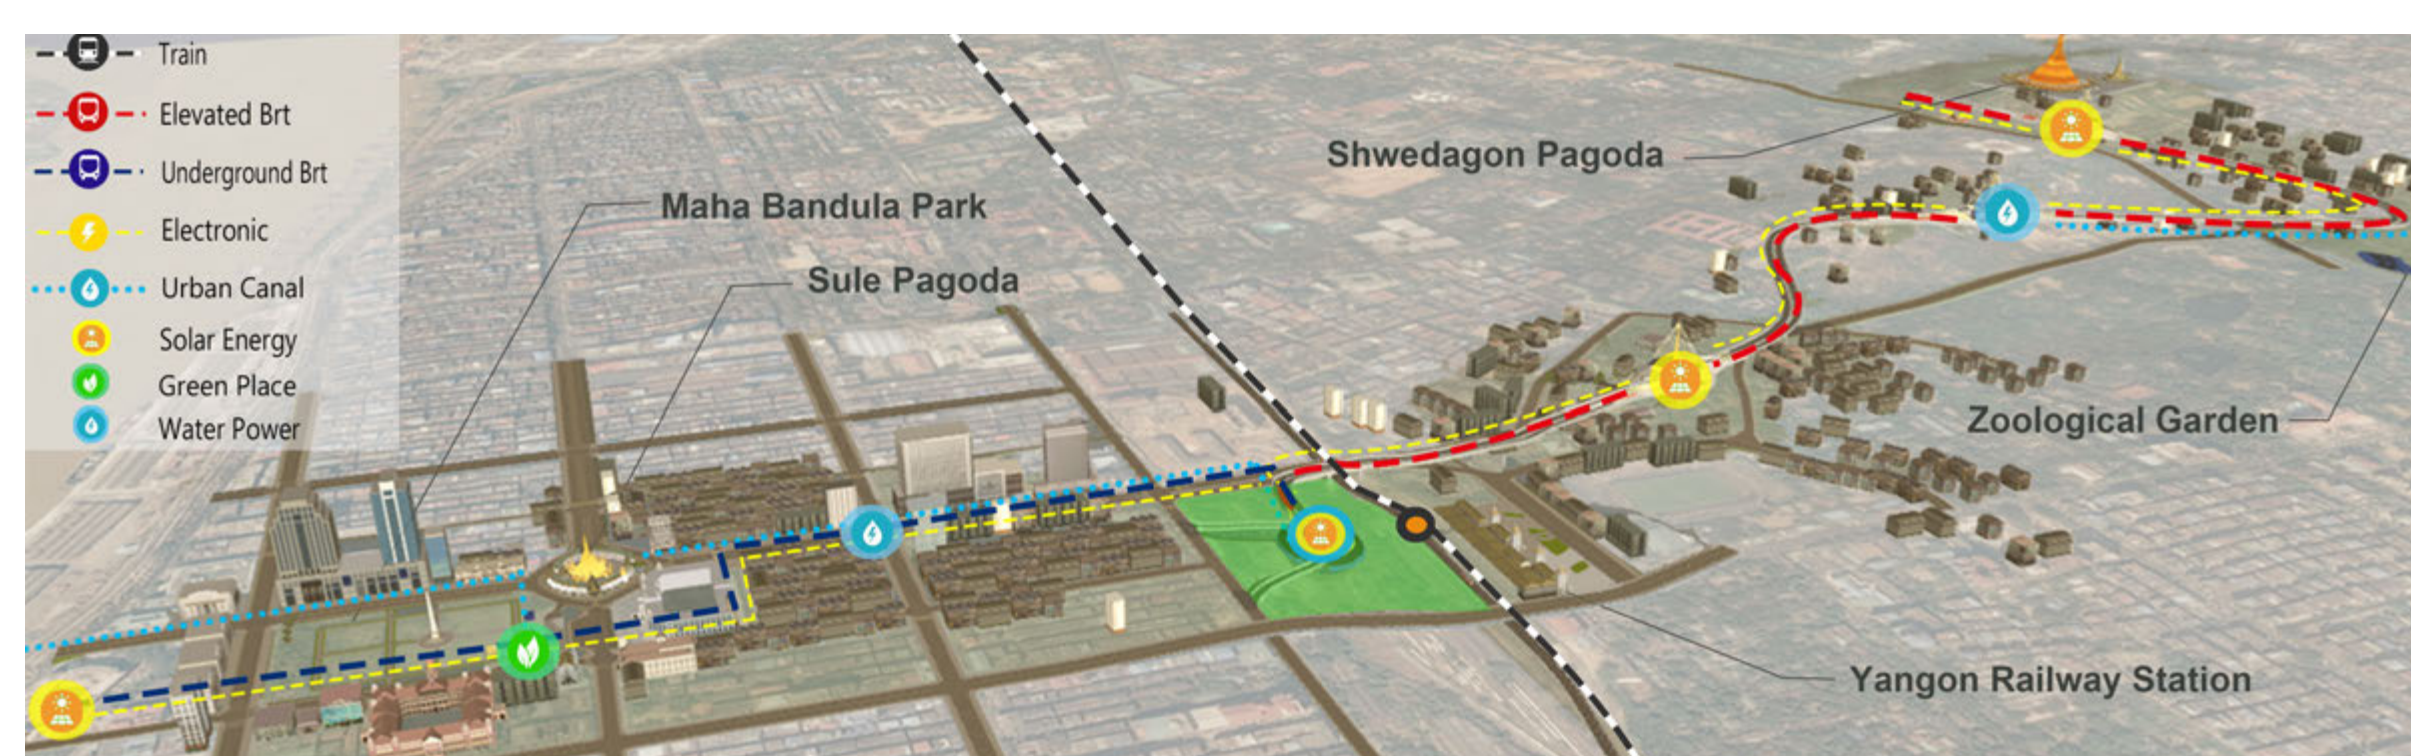 Train
Elevated Brt
Underground Brt
Electronic
Urban Canal
Solar Energy
Green Place
Water Power
Maha Bandula Park
Sule Pagoda
Shwedagon Pagoda
Zoological Garden
Yangon Railway Station